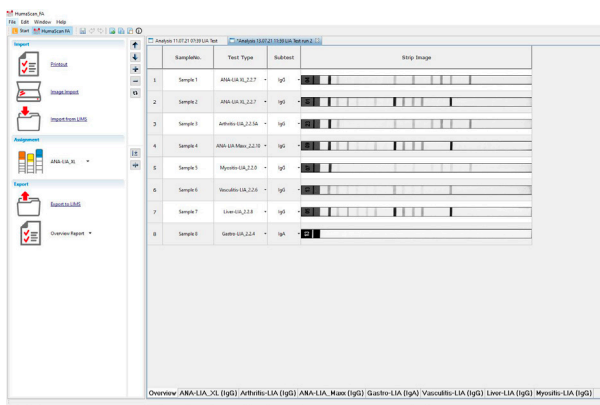 HumaScan_FA
File Edit Window Help
Start HumaScan FA
Analysis 11.07.21 07:59 LIA Test
*Analysis 13.07.21 11:59 LIA Test run 2
Import
Printout
Image Import
Import from LIMS
Assignment
ANA-LIA_XL
Export
Export to LIMS
Overview Report
SampleNo. Test Type Subtest Strip Image
1 Sample 1 ANA-LIA XL_2.2.7 IgG
2 Sample 2 ANA-LIA XL_2.2.7 IgG
3 Sample 3 Arthritis-LIA_2.2.5A IgG
4 Sample 4 ANA-LIA Maxx_2.2.10 IgG
5 Sample 5 Myositis-LIA_2.2.0 IgG
6 Sample 6 Vasculitis-LIA_2.2.6 IgG
7 Sample 7 Liver-LIA_2.2.8 IgG
8 Sample 8 Gastro-LIA_2.2.4 IgA
Overview ANA-LIA_XL (IgG) Arthritis-LIA (IgG) ANA-LIA_Maxx (IgG) Gastro-LIA (IgA) Vasculitis-LIA (IgG) Liver-LIA (IgG) Myositis-LIA (IgG)